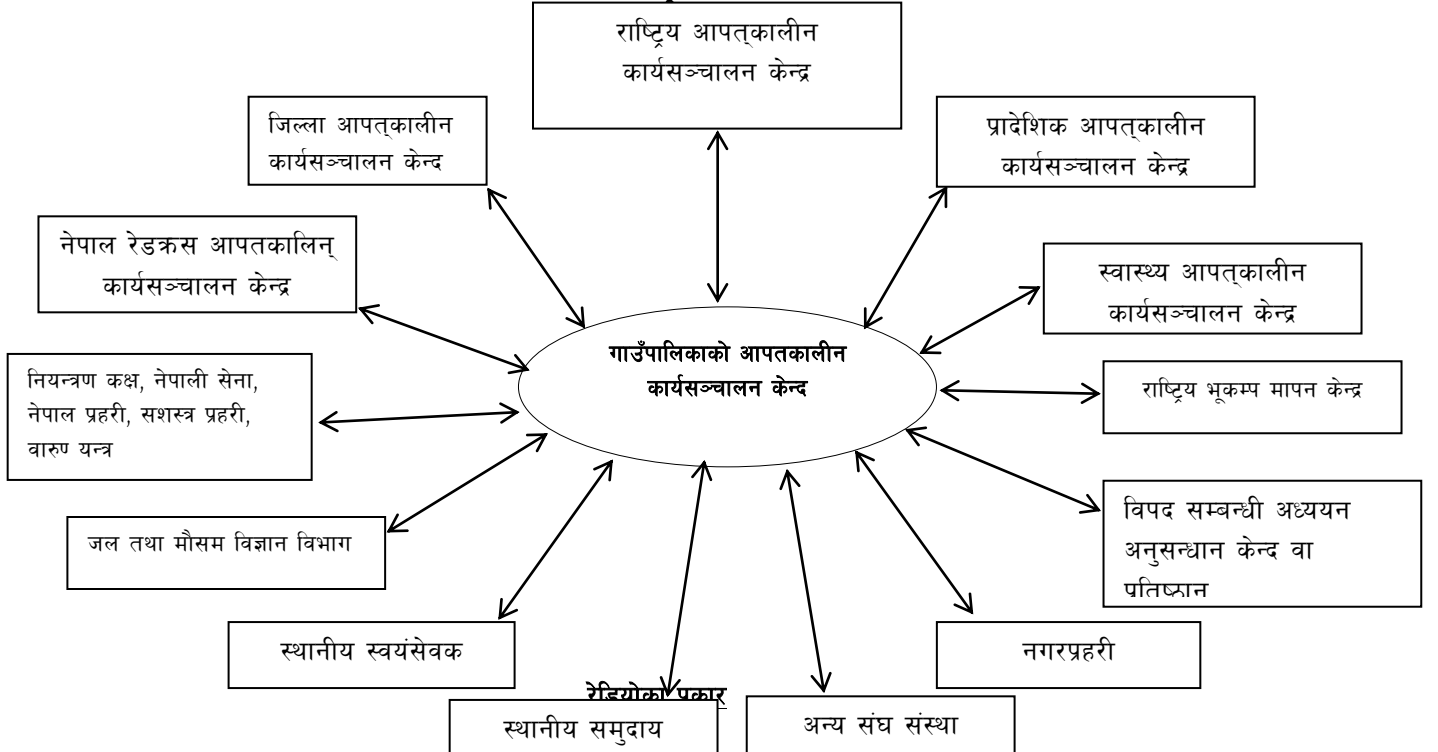 राष्ट्रिय आपत्कालीन
कार्यसञ्चालन केन्द्र
जिल्ला आपत्कालीन
कार्यसञ्चालन केन्द
प्रादेशिक आपत्कालीन
कार्यसञ्चालन केन्द्र
नेपाल रेडक्रस आपतकालिन्
कार्यसञ्चालन केन्द्र
स्वास्थ्य आपत्कालीन
कार्यसञ्चालन केन्द्र
गाउँपालिकाको आपतकालीन
कार्यसञ्चालन केन्द
नियन्त्रण कक्ष, नेपाली सेना,
नेपाल प्रहरी, सशस्त्र प्रहरी,
वारुण यन्त्र
राष्ट्रिय भूकम्प मापन केन्द्र
विपद सम्बन्धी अध्ययन
अनुसन्धान केन्द वा
प्रतिष्ठान
जल तथा मौसम विज्ञान विभाग
स्थानीय स्वयंसेवक
नगरप्रहरी
रेडियोका प्रकार
स्थानीय समुदाय
अन्य संघ संस्था